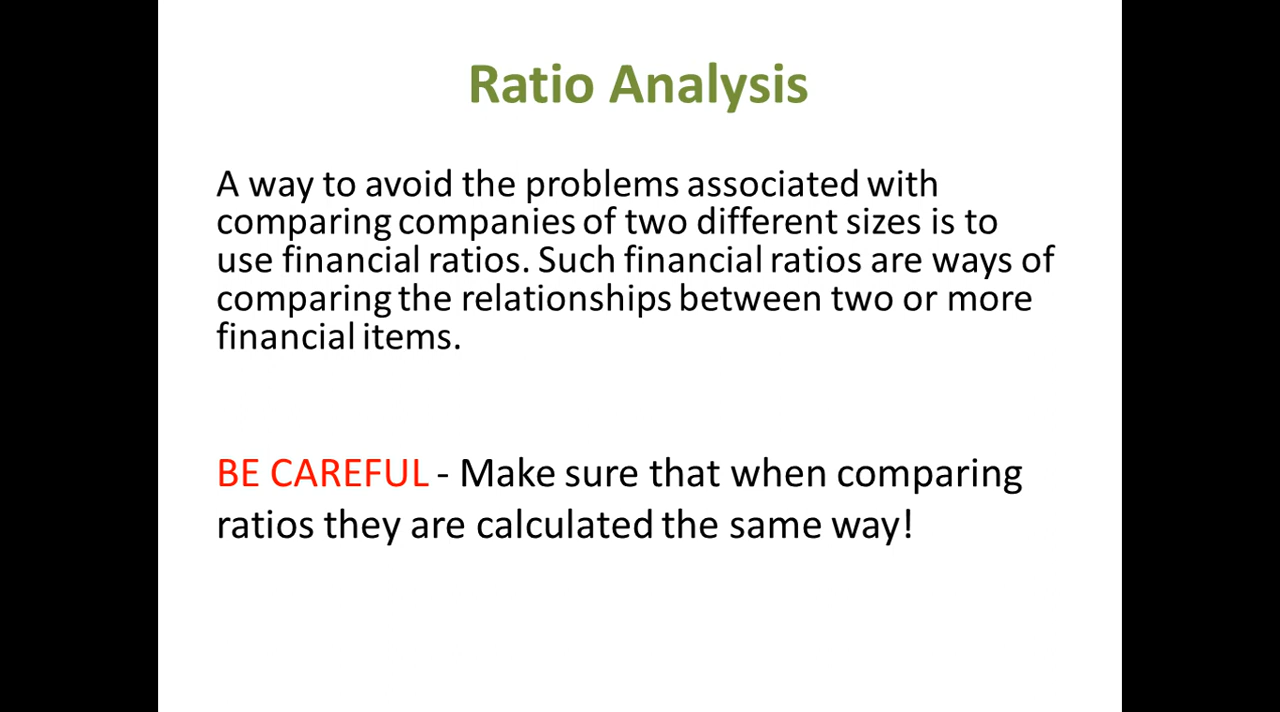 Ratio Analysis
A way to avoid the problems associated with
comparing companies of two different sizes is to
use financial ratios. Such financial ratios are ways of
comparing the relationships between two or more
financial items.
BE CAREFUL - Make sure that when comparing
ratios they are calculated the same way!